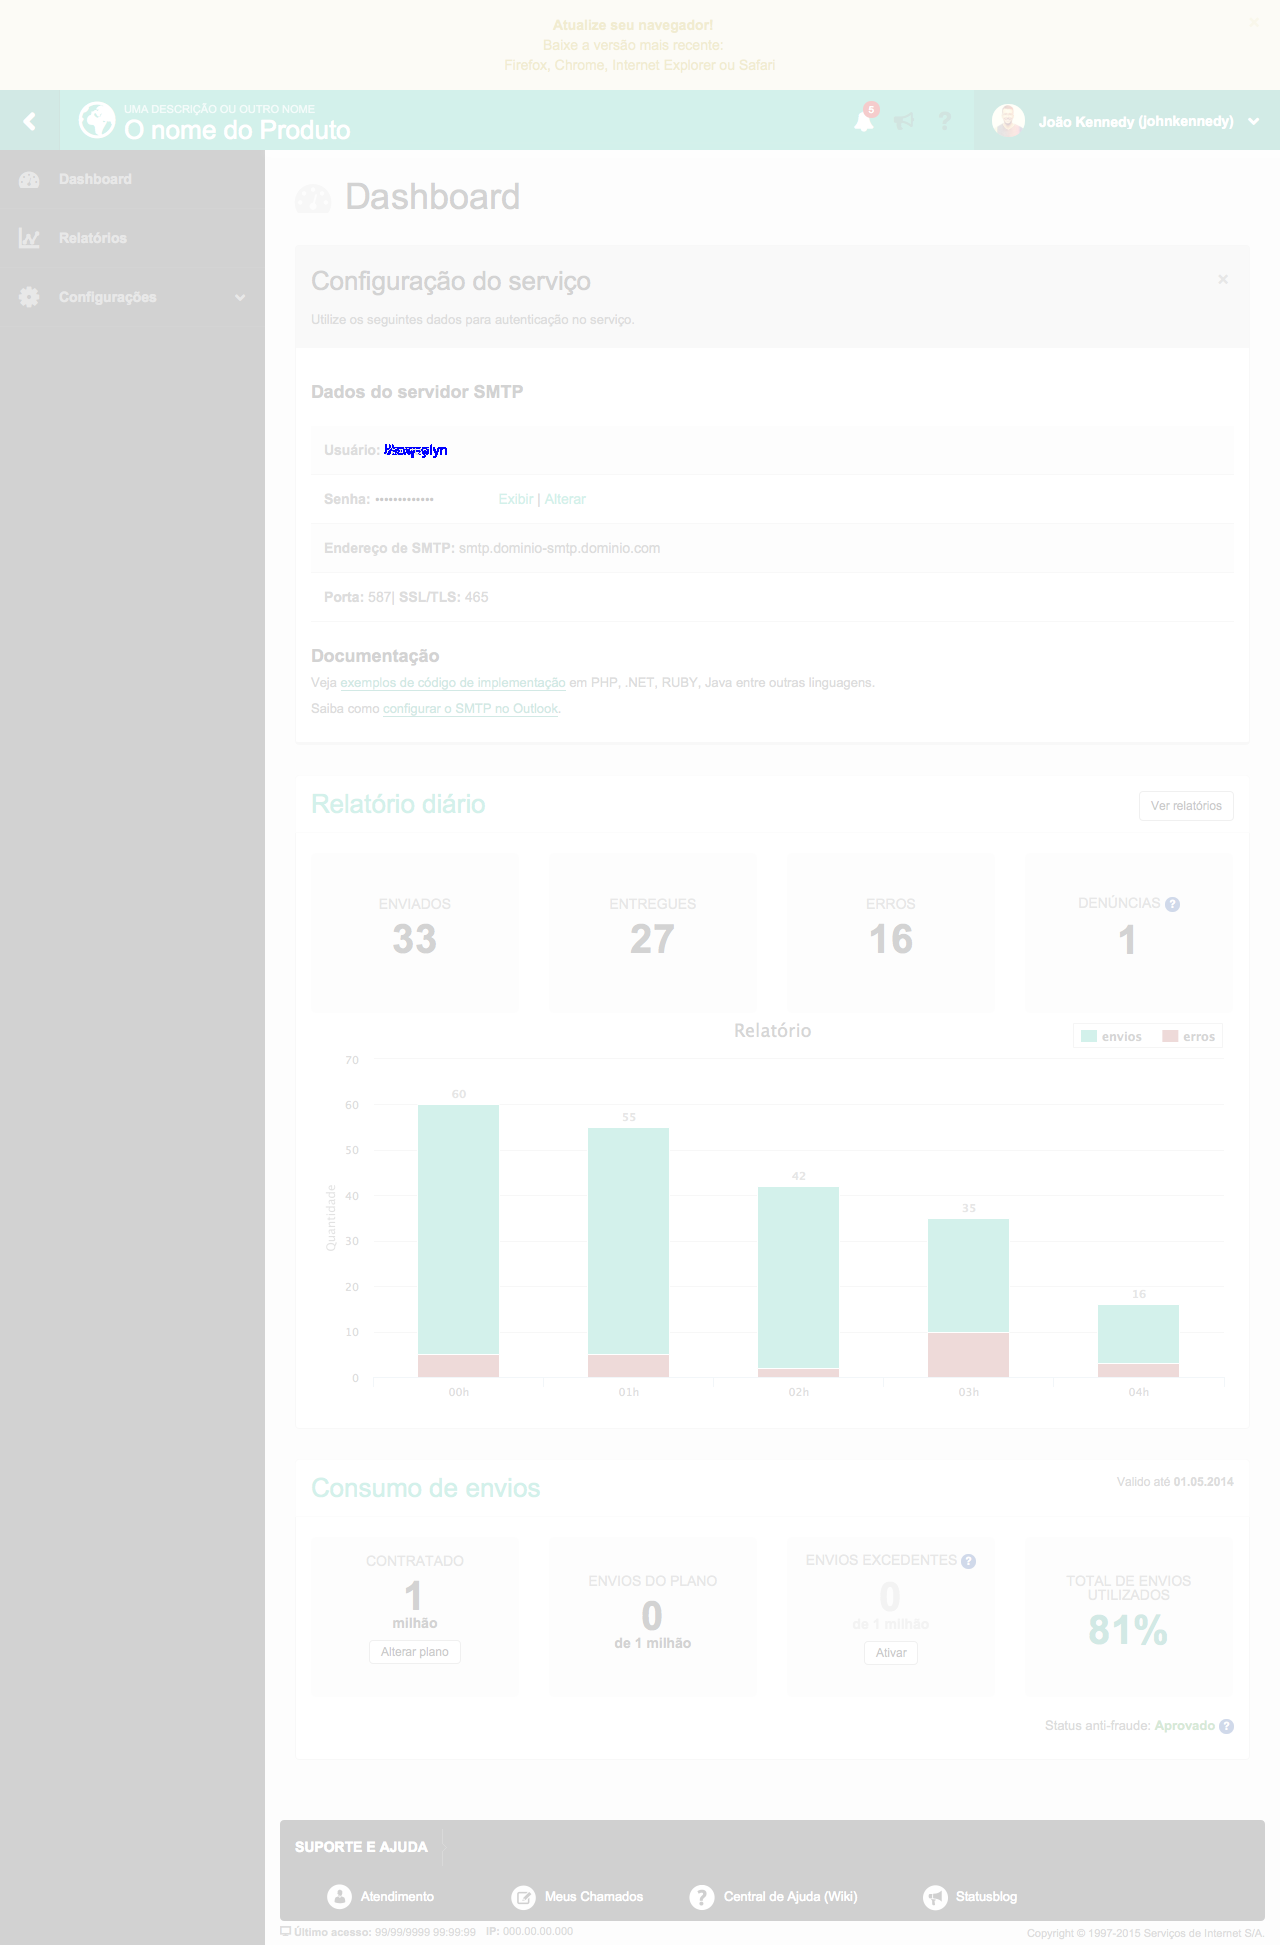 Atualize seu navegador!
Baixe a versão mais recente:
Firefox, Chrome, Internet Explorer ou Safari
UMA DESCRIÇÃO OU OUTRO NOME
O nome do Produto
5
João Kennedy (johnkennedy)
Dashboard
Relatórios
Configurações
Dashboard
Configuração do serviço
Utilize os seguintes dados para autenticação no serviço.
Dados do servidor SMTP
Usuário:
Senha: ••••••••••••• Exibir | Alterar
Endereço de SMTP: smtp.dominio-smtp.dominio.com
Porta: 587| SSL/TLS: 465
Documentação
Veja exemplos de código de implementação em PHP, .NET, RUBY, Java entre outras linguagens.
Saiba como configurar o SMTP no Outlook.
Relatório diário
Ver relatórios
ENVIADOS
33
ENTREGUES
27
ERROS
16
DENÚNCIAS ?
1
Relatório
envios erros
Quantidade
70
60
50
40
30
20
10
0
60
55
42
35
16
00h 01h 02h 03h 04h
Consumo de envios
Valido até 01.05.2014
CONTRATADO
1
milhão
Alterar plano
ENVIOS DO PLANO
0
de 1 milhão
ENVIOS EXCEDENTES ?
0
de 1 milhão
Ativar
TOTAL DE ENVIOS
UTILIZADOS
81%
Status anti-fraude: Aprovado ?
SUPORTE E AJUDA
Atendimento
Meus Chamados
Central de Ajuda (Wiki)
Statusblog
Último acesso: 99/99/9999 99:99:99 IP: 000.00.00.000
Copyright © 1997-2015 Serviços de Internet S/A.